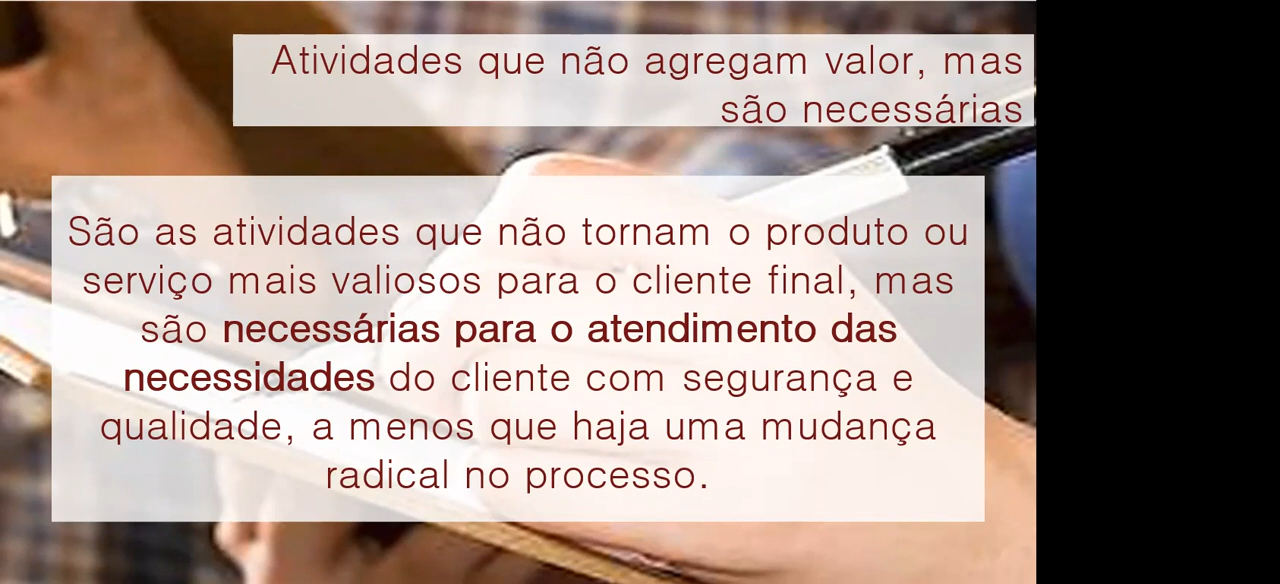 Atividades que não agregam valor, mas
são necessárias
São as atividades que não tornam o produto ou
serviço mais valiosos para o cliente final, mas
são necessárias para o atendimento das
necessidades do cliente com segurança e
qualidade, a menos que haja uma mudança
radical no processo.